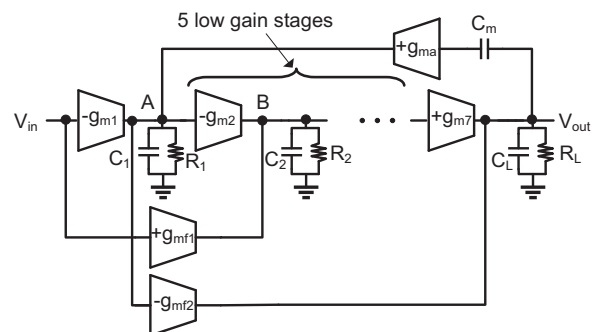 5 low gain stages
+gma
Cm
Vin
-gm1
A
-gm2
B
+gm7
Vout
C1
R1
C2
R2
CL
RL
+gmf1
-gmf2